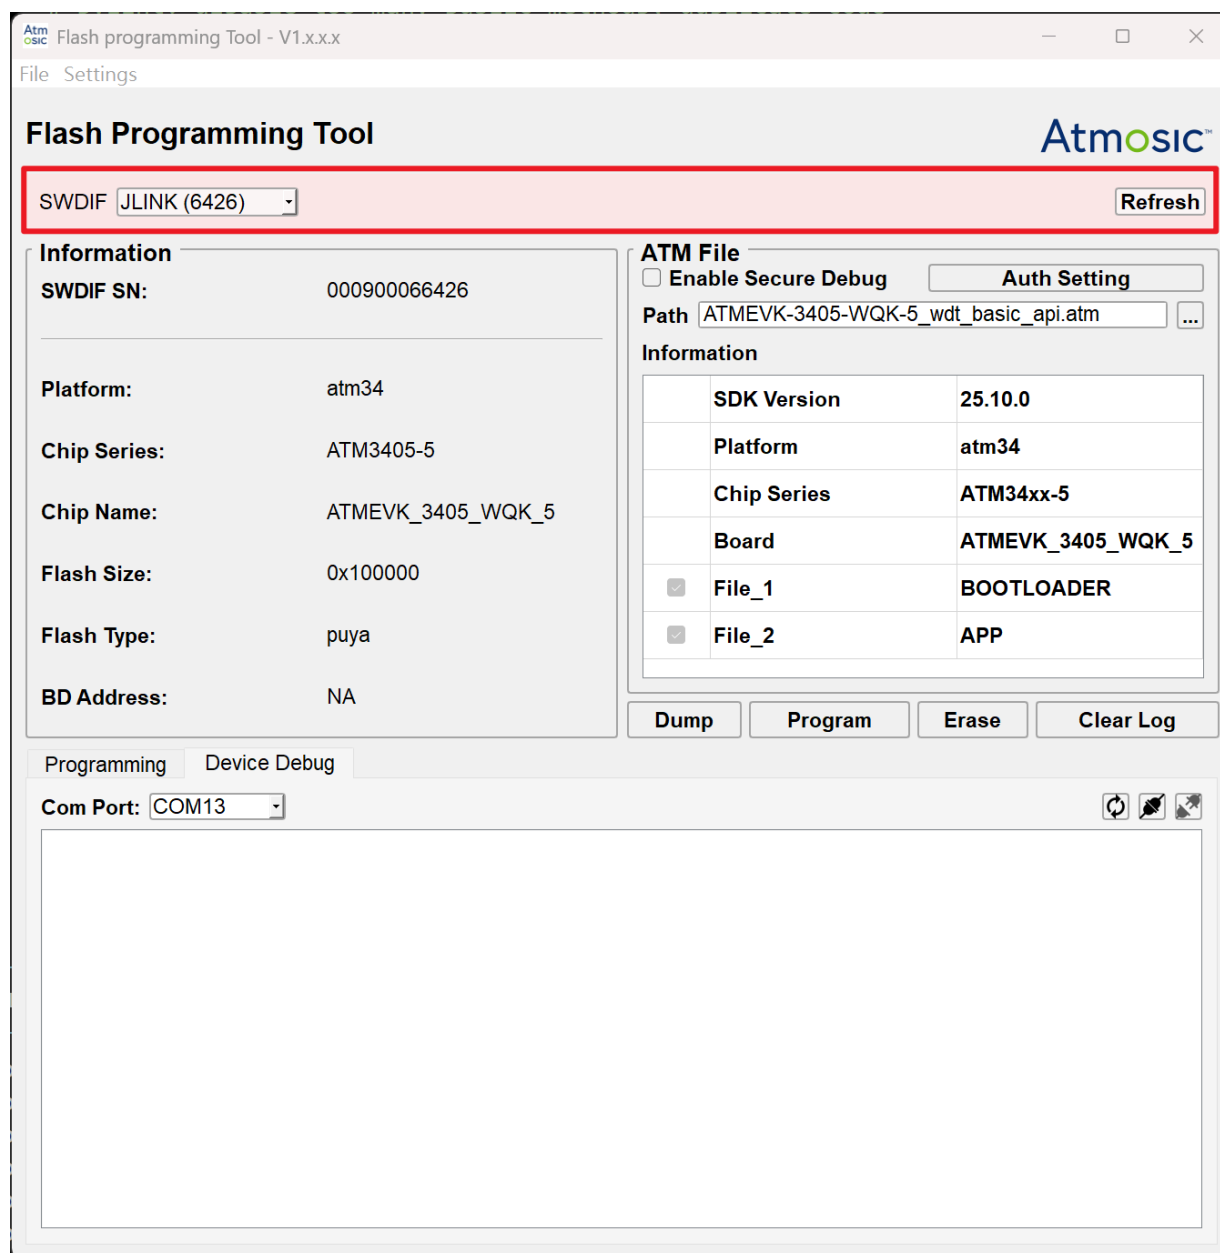 Atmosic Flash programming Tool - V1.x.x.x
File Settings
Flash Programming Tool
Atmosic™
SWDIF JLINK (6426) Refresh
Information
SWDIF SN: 000900066426
Platform: atm34
Chip Series: ATM3405-5
Chip Name: ATMEVK_3405_WQK_5
Flash Size: 0x100000
Flash Type: puya
BD Address: NA
ATM File
Enable Secure Debug Auth Setting
Path ATMEVK-3405-WQK-5_wdt_basic_api.atm ...
Information
SDK Version 25.10.0
Platform atm34
Chip Series ATM34xx-5
Board ATMEVK_3405_WQK_5
File_1 BOOTLOADER
File_2 APP
Dump Program Erase Clear Log
Programming Device Debug
Com Port: COM13